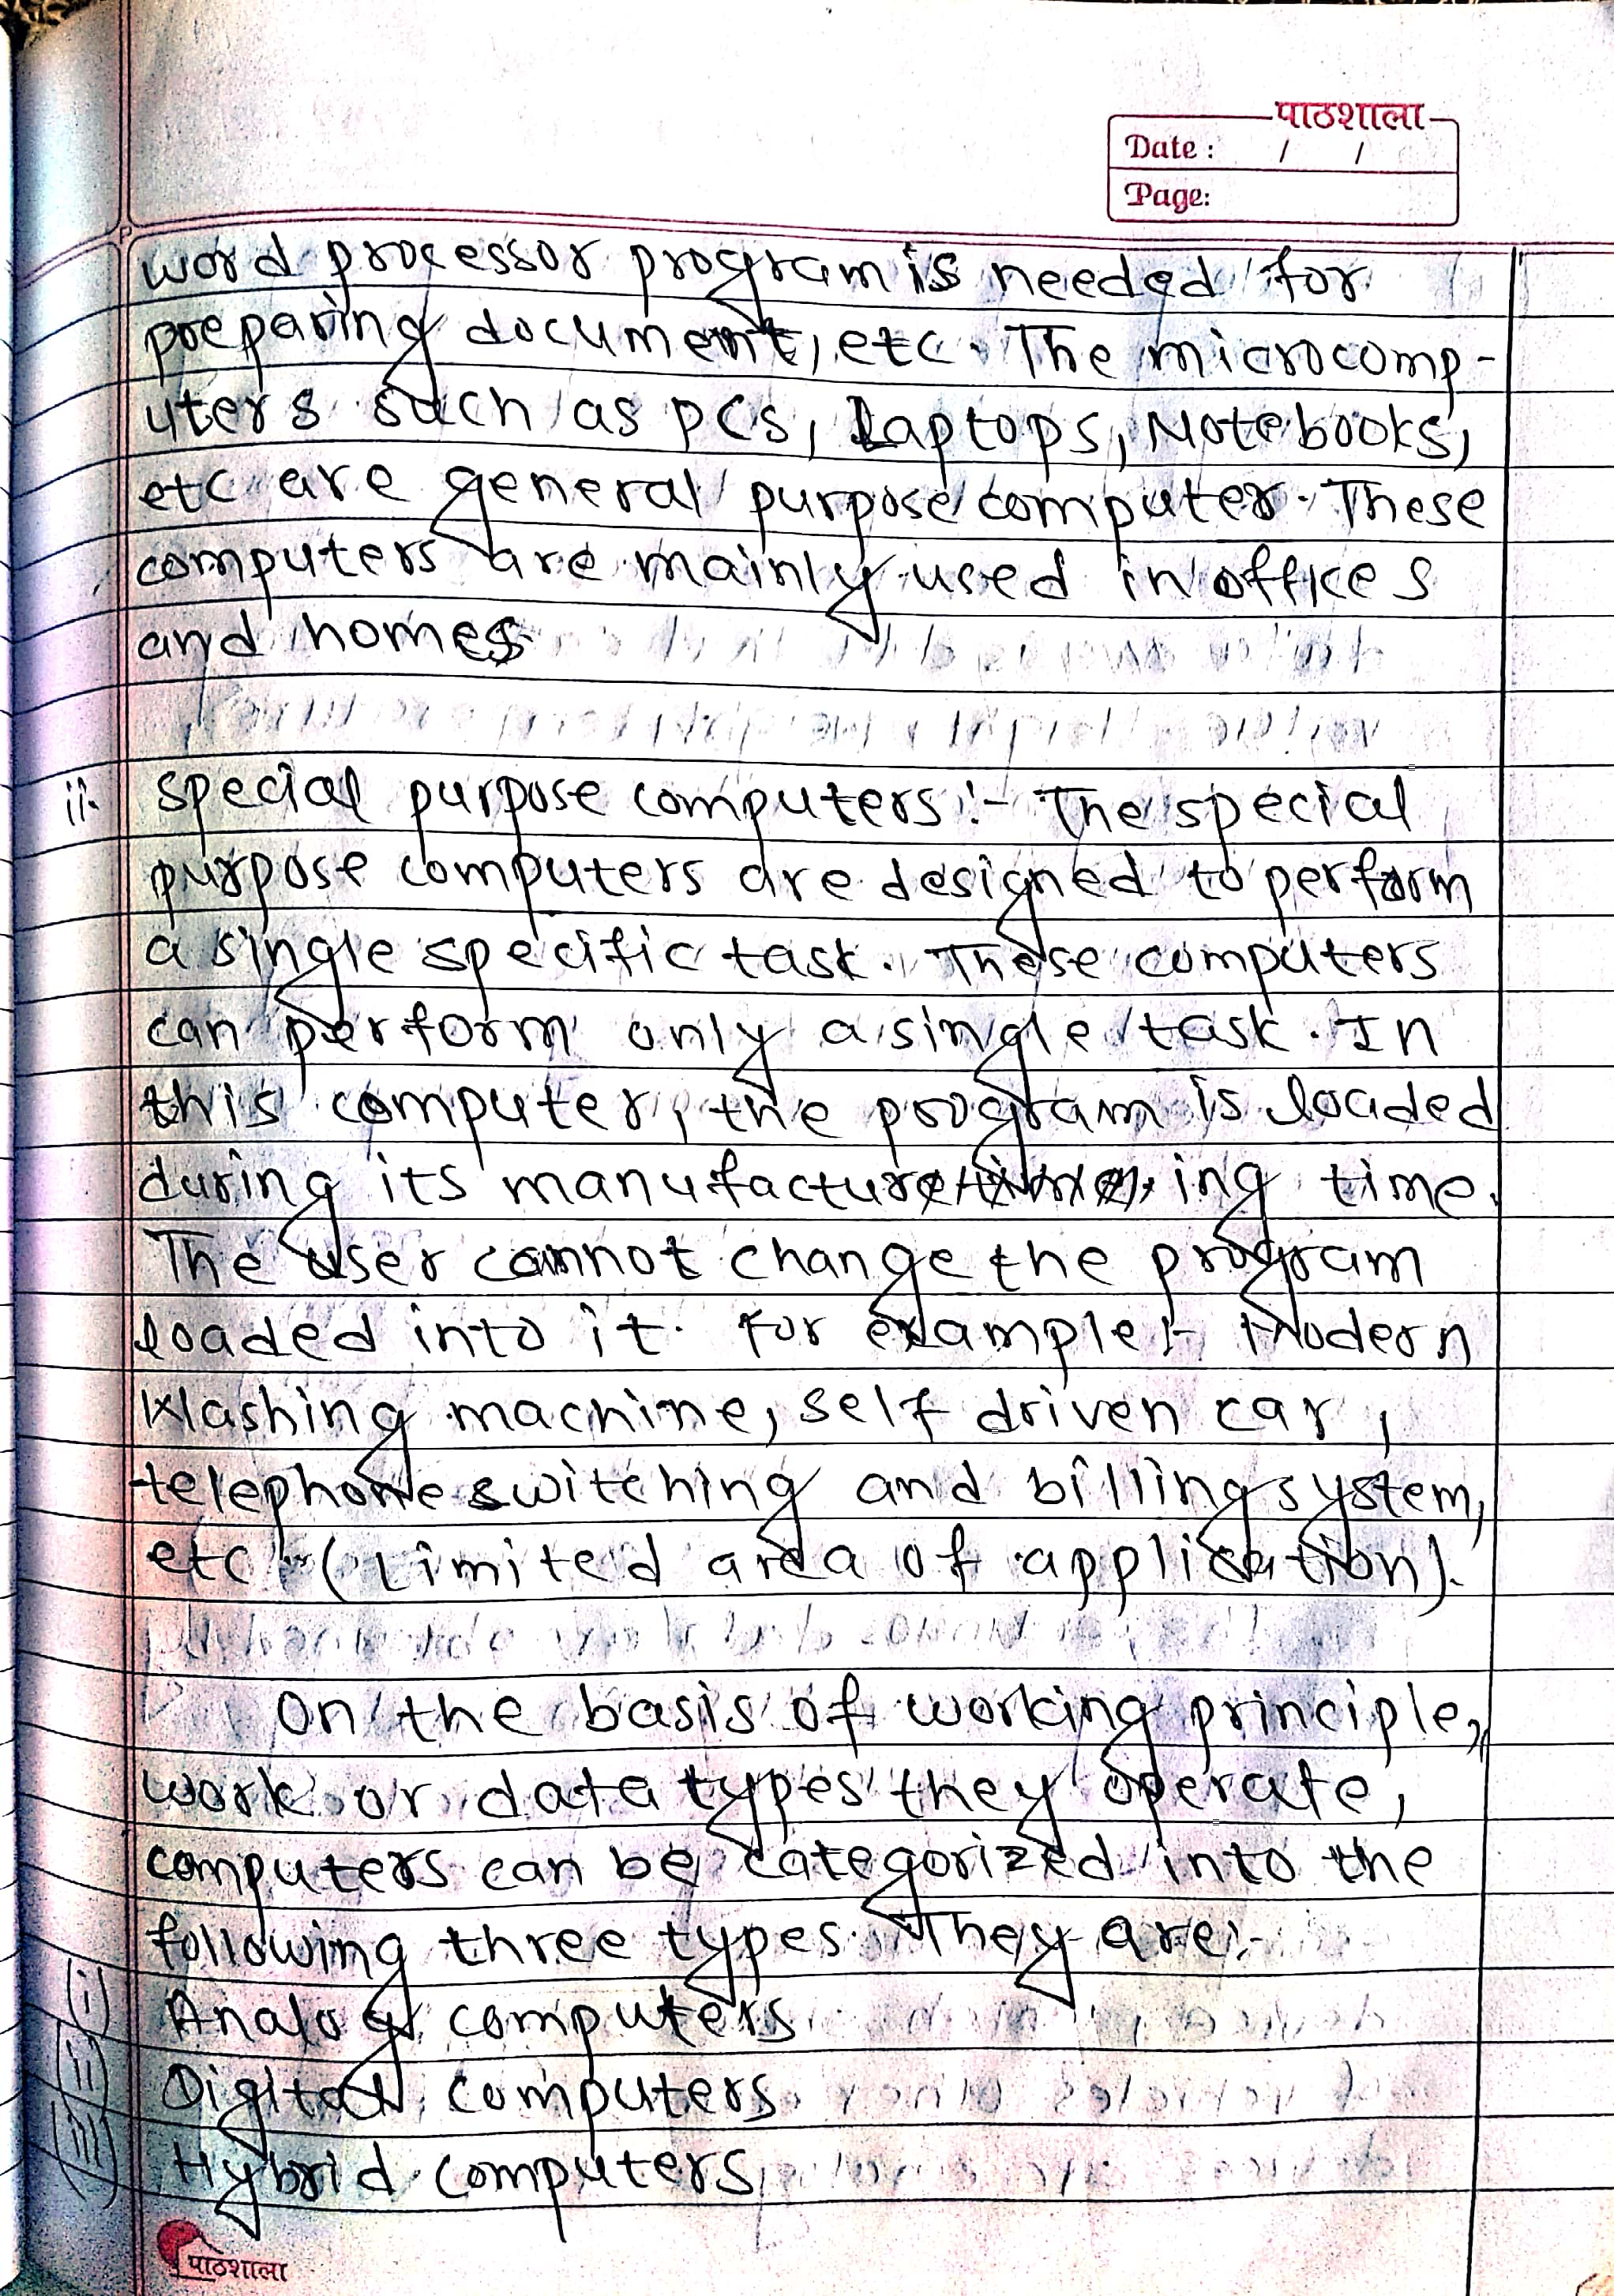 पाठशाला
Date : / /
Page:
word processor program is needed for
preparing document, etc. The microcomp-
uters such as PCs, Laptops, Notebooks,
etc are general purpose computer. These
computers are mainly used in offices
and homes
ii. special purpose computers:- The special
purpose computers are designed to perform
a single specific task. These computers
can perform only a single task. In
this computer, the program is loaded
during its manufacture ing time.
The user cannot change the program
loaded into it. For example:- Modern
Washing machine, self driven car,
telephone switching and billing system,
etc. (Limited area of application).
On the basis of working principle,
work or data types they operate,
computers can be categorized into the
following three types. They are:-
(i) Analog computers
(ii) Digital computers
(iii) Hybrid computers
पाठशाला